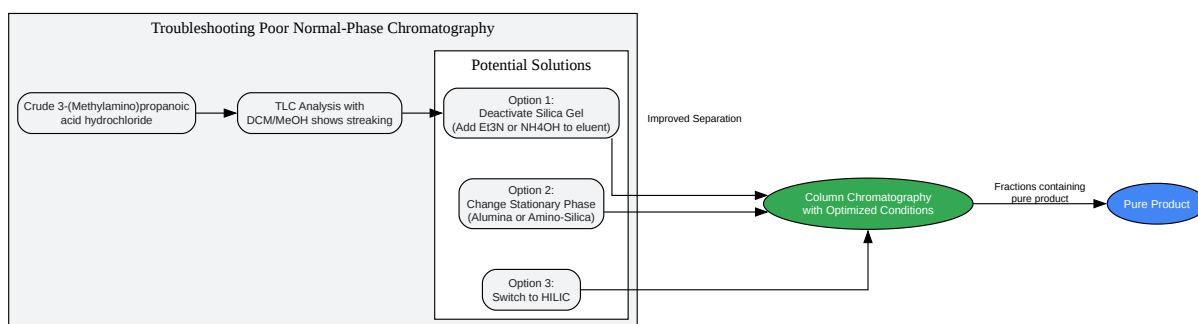 Troubleshooting Poor Normal-Phase Chromatography
Potential Solutions
Crude 3-(Methylamino)propanoic
acid hydrochloride
TLC Analysis with
DCM/MeOH shows streaking
Option 1:
Deactivate Silica Gel
(Add Et3N or NH4OH to eluent)
Improved Separation
Option 2:
Change Stationary Phase
(Alumina or Amino-Silica)
Option 3:
Switch to HILIC
Column Chromatography
with Optimized Conditions
Fractions containing
pure product
Pure Product